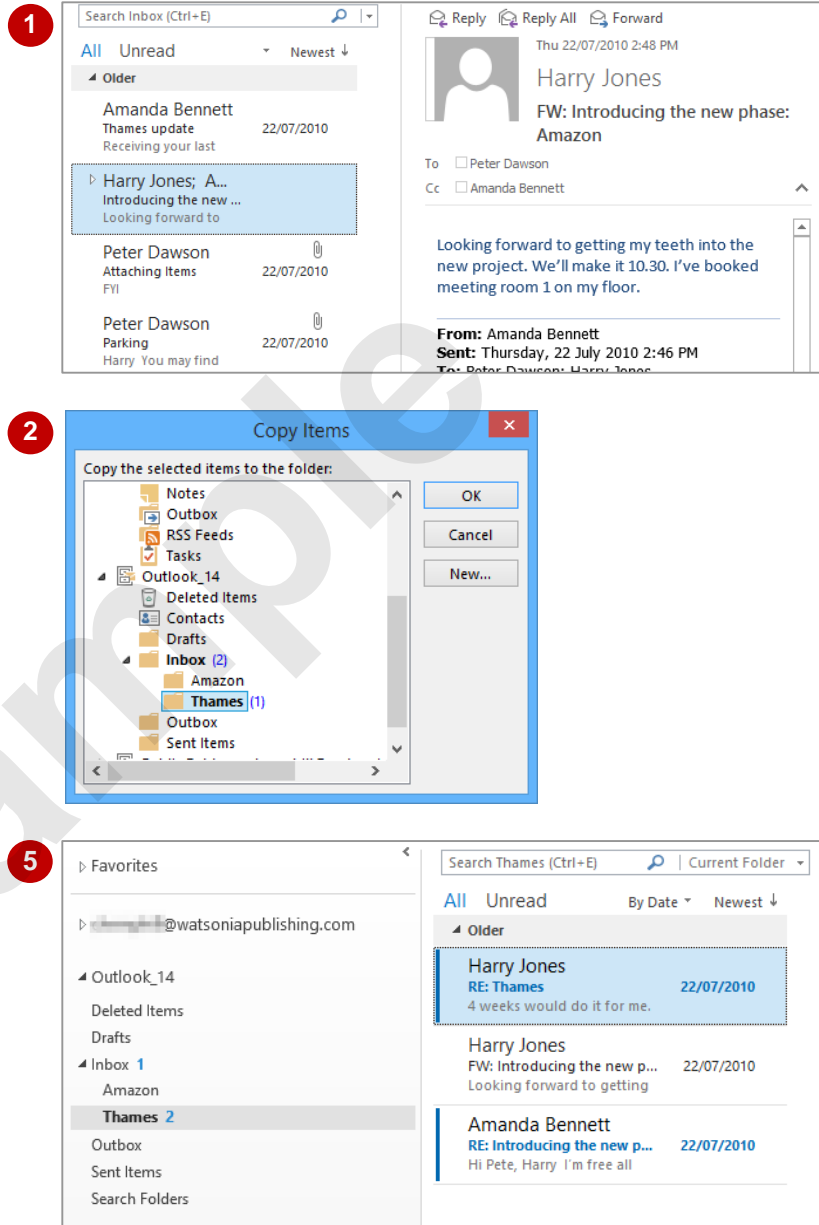 1
Search Inbox (Ctrl+E)
All Unread Newest ↓
Older
Amanda Bennett
Thames update 22/07/2010
Receiving your last
Harry Jones; A...
Introducing the new ...
Looking forward to
Peter Dawson
Attaching Items 22/07/2010
FYI
Peter Dawson
Parking 22/07/2010
Harry You may find
Reply Reply All Forward
Thu 22/07/2010 2:48 PM
Harry Jones
FW: Introducing the new phase:
Amazon
To Peter Dawson
Cc Amanda Bennett
Looking forward to getting my teeth into the
new project. We'll make it 10.30. I've booked
meeting room 1 on my floor.
From: Amanda Bennett
Sent: Thursday, 22 July 2010 2:46 PM
To: Peter Dawson; Harry Jones
2
Copy Items
Copy the selected items to the folder:
Notes
Outbox
RSS Feeds
Tasks
Outlook_14
Deleted Items
Contacts
Drafts
Inbox (2)
Amazon
Thames (1)
Outbox
Sent Items
OK
Cancel
New...
5
Favorites
@watsoniapublishing.com
Outlook_14
Deleted Items
Drafts
Inbox 1
Amazon
Thames 2
Outbox
Sent Items
Search Folders
Search Thames (Ctrl+E) Current Folder
All Unread By Date Newest ↓
Older
Harry Jones
RE: Thames 22/07/2010
4 weeks would do it for me.
Harry Jones
FW: Introducing the new p... 22/07/2010
Looking forward to getting
Amanda Bennett
RE: Introducing the new p... 22/07/2010
Hi Pete, Harry I'm free all